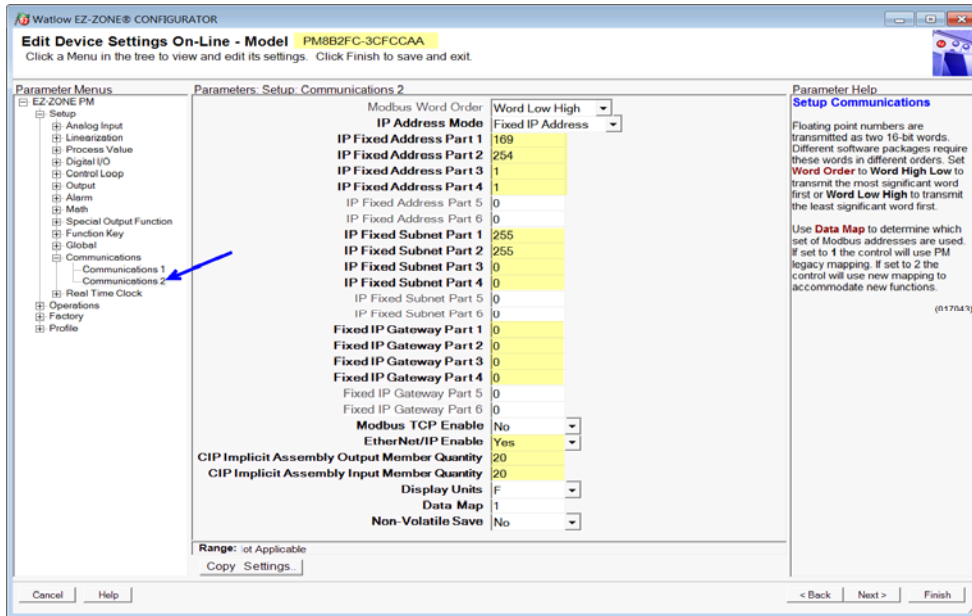 Watlow EZ-ZONE® CONFIGURATOR
Edit Device Settings On-Line - Model PM8B2FC-3CFCCAA
Click a Menu in the tree to view and edit its settings. Click Finish to save and exit.
Parameter Menus
EZ-ZONE PM
Setup
Analog Input
Linearization
Process Value
Digital I/O
Control Loop
Output
Alarm
Math
Special Output Function
Function Key
Global
Communications
Communications 1
Communications 2
Real Time Clock
Operations
Factory
Profile
Parameters: Setup: Communications 2
Modbus Word Order Word Low High
IP Address Mode Fixed IP Address
IP Fixed Address Part 1 169
IP Fixed Address Part 2 254
IP Fixed Address Part 3 1
IP Fixed Address Part 4 1
IP Fixed Address Part 5 0
IP Fixed Address Part 6 0
IP Fixed Subnet Part 1 255
IP Fixed Subnet Part 2 255
IP Fixed Subnet Part 3 0
IP Fixed Subnet Part 4 0
IP Fixed Subnet Part 5 0
IP Fixed Subnet Part 6 0
Fixed IP Gateway Part 1 0
Fixed IP Gateway Part 2 0
Fixed IP Gateway Part 3 0
Fixed IP Gateway Part 4 0
Fixed IP Gateway Part 5 0
Fixed IP Gateway Part 6 0
Modbus TCP Enable No
EtherNet/IP Enable Yes
CIP Implicit Assembly Output Member Quantity 20
CIP Implicit Assembly Input Member Quantity 20
Display Units F
Data Map 1
Non-Volatile Save No
Range: lot Applicable
Copy Settings..
Parameter Help
Setup Communications
Floating point numbers are
transmitted as two 16-bit words.
Different software packages require
these words in different orders. Set
Word Order to Word High Low to
transmit the most significant word
first or Word Low High to transmit
the least significant word first.
Use Data Map to determine which
set of Modbus addresses are used.
If set to 1 the control will use PM
legacy mapping. If set to 2 the
control will use new mapping to
accommodate new functions.
(017043)
Cancel Help < Back Next > Finish